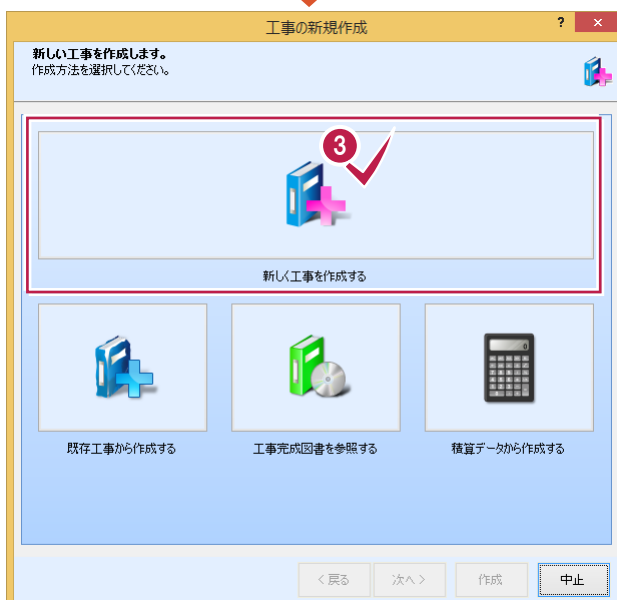 工事の新規作成
?
×
新しい工事を作成します。
作成方法を選択してください。
3
新しく工事を作成する
0
既存工事から作成する
工事完成図書を参照する
積算データから作成する
< 戻る
次へ >
作成
中止